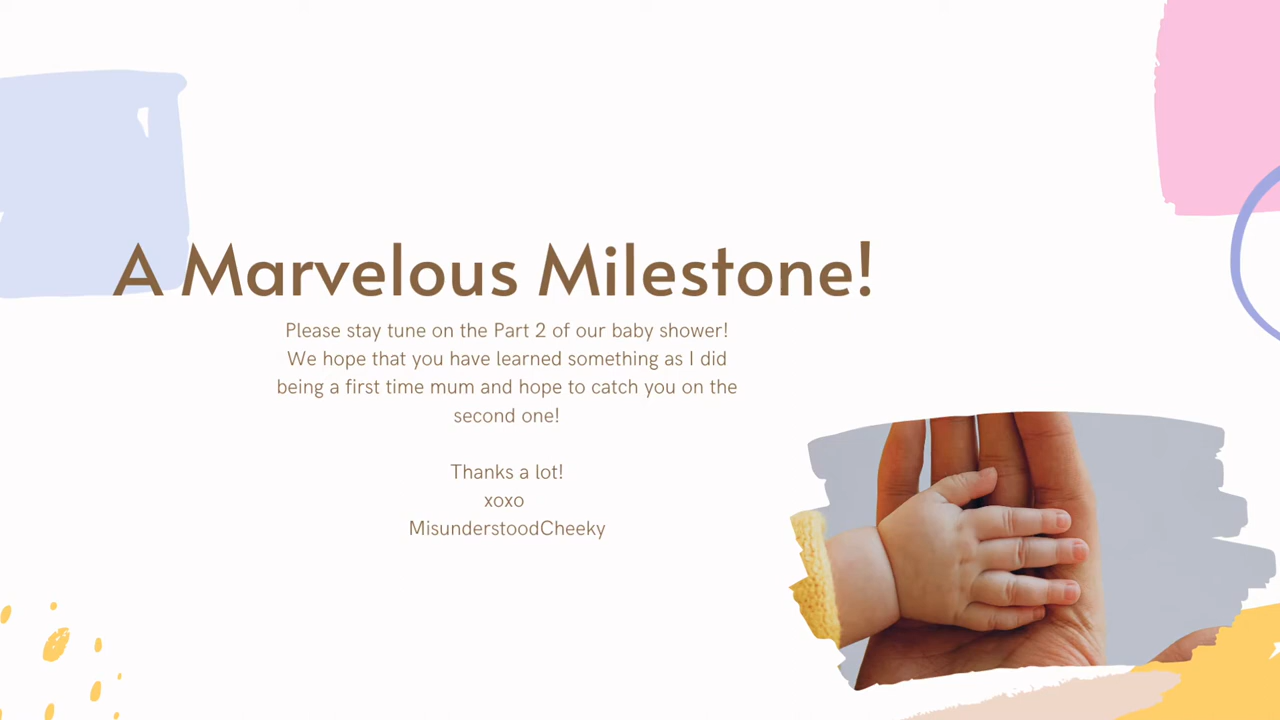 A Marvelous Milestone!
Please stay tune on the Part 2 of our baby shower!
We hope that you have learned something as I did
being a first time mum and hope to catch you on the
second one!
Thanks a lot!
xoxo
MisunderstoodCheeky